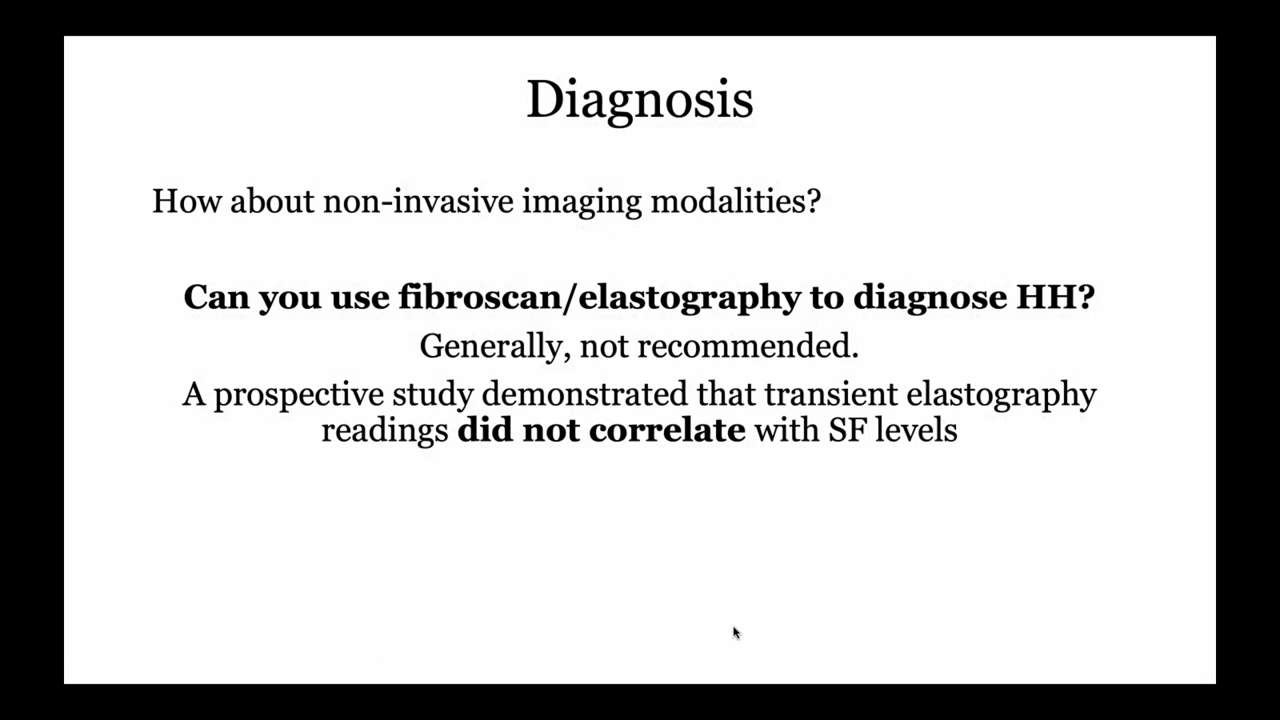 Diagnosis
How about non-invasive imaging modalities?
Can you use fibroscan/elastography to diagnose HH?
Generally, not recommended.
A prospective study demonstrated that transient elastography
readings did not correlate with SF levels